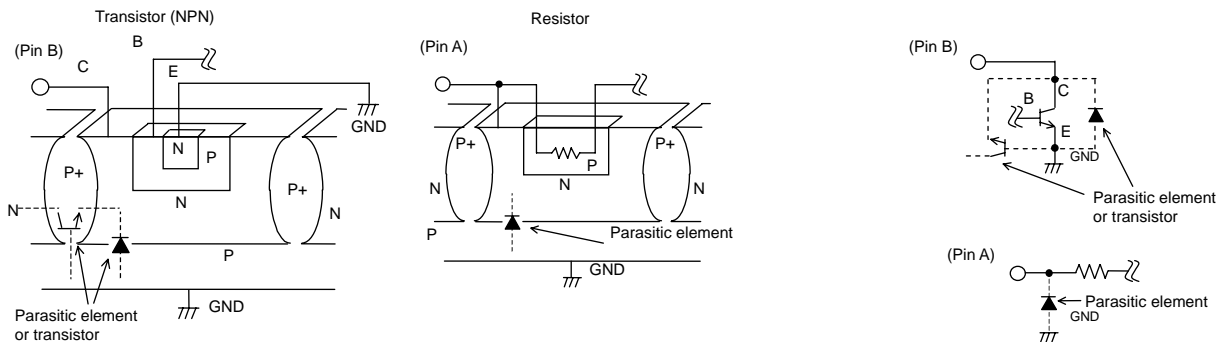 Transistor (NPN)
(Pin B)
C
B
E
GND
P+
N
P
P+
N
N
N
P
GND
Parasitic element
or transistor
Resistor
(Pin A)
P+
P
P+
N
N
N
P
Parasitic element
GND
(Pin B)
C
B
E
GND
Parasitic element
or transistor
(Pin A)
Parasitic element
GND